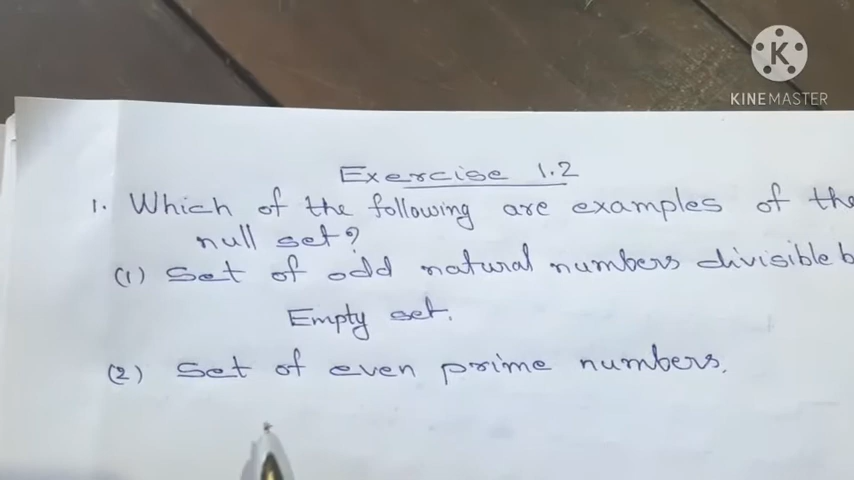 K
KINEMASTER
Exercise 1.2
1. Which of the following are examples of the
null set?
(1) Set of odd natural numbers divisible b
Empty set.
(2) Set of even prime numbers.